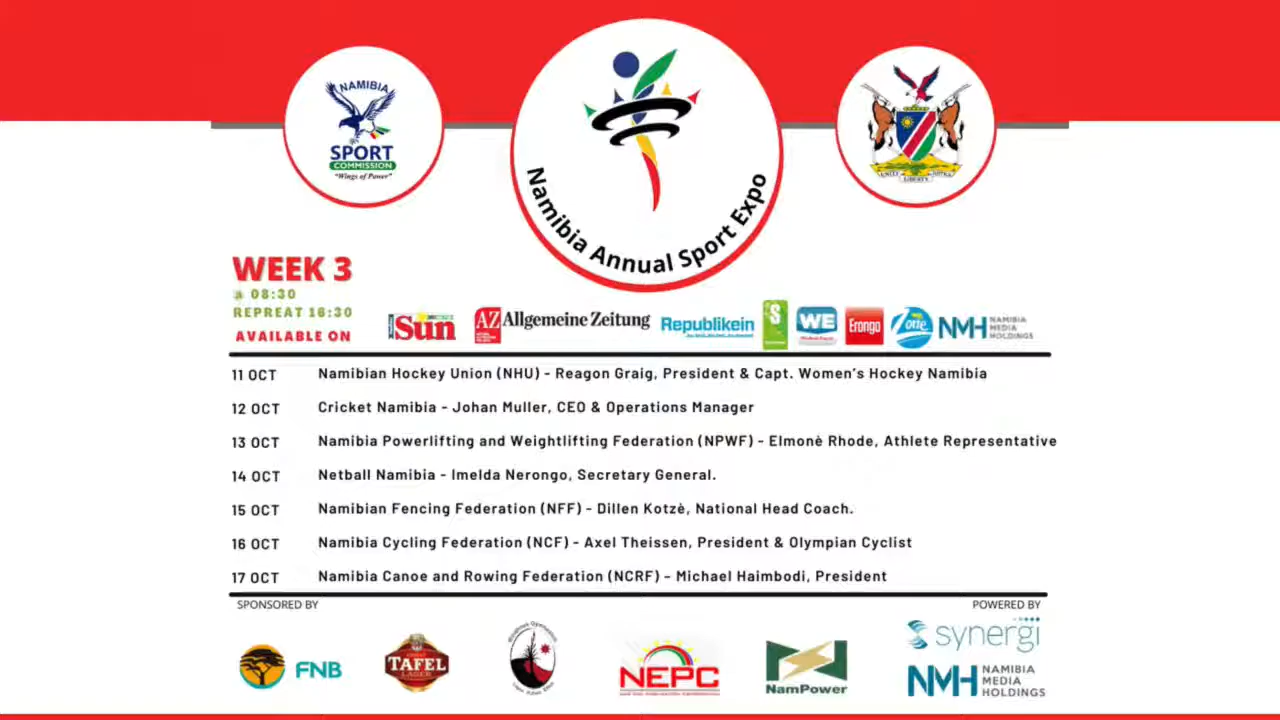 NAMIBIA
SPORT
COMMISSION
"Wings of Power"
Namibia Annual Sport Expo
UNITY LIBERTY JUSTICE
WEEK 3
@ 08:30
REPREAT 16:30
AVAILABLE ON
Sun
AZ Allgemeine Zeitung
Republikein
S
WE
Erongo
Zone
NMH NAMIBIA MEDIA HOLDINGS
11 OCT Namibian Hockey Union (NHU) - Reagon Graig, President & Capt. Women's Hockey Namibia
12 OCT Cricket Namibia - Johan Muller, CEO & Operations Manager
13 OCT Namibia Powerlifting and Weightlifting Federation (NPWF) - Elmonè Rhode, Athlete Representative
14 OCT Netball Namibia - Imelda Nerongo, Secretary General.
15 OCT Namibian Fencing Federation (NFF) - Dillen Kotzè, National Head Coach.
16 OCT Namibia Cycling Federation (NCF) - Axel Theissen, President & Olympian Cyclist
17 OCT Namibia Canoe and Rowing Federation (NCRF) - Michael Haimbodi, President
SPONSORED BY
POWERED BY
FNB
TAFEL
LAGER
NEPC
NamPower
synergi
NMH NAMIBIA
MEDIA
HOLDINGS